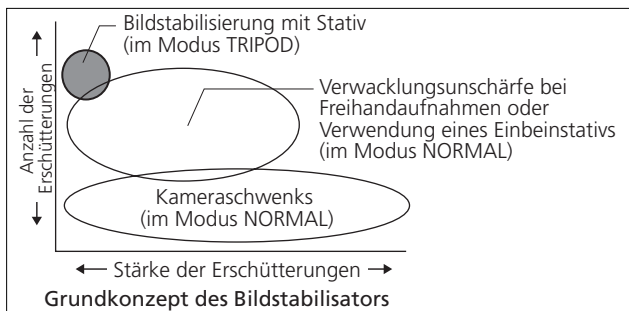 Bildstabilisierung mit Stativ
(im Modus TRIPOD)
Verwacklungsunschärfe bei
Freihandaufnahmen oder
Verwendung eines Einbeinstativs
(im Modus NORMAL)
Anzahl der
Erschütterungen
Kameraschwenks
(im Modus NORMAL)
Stärke der Erschütterungen
Grundkonzept des Bildstabilisators